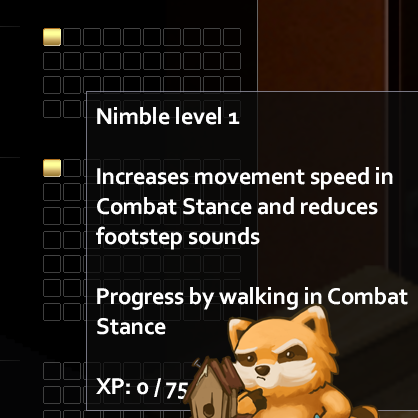 Nimble level 1
Increases movement speed in
Combat Stance and reduces
footstep sounds
Progress by walking in Combat
Stance
XP: 0 / 75